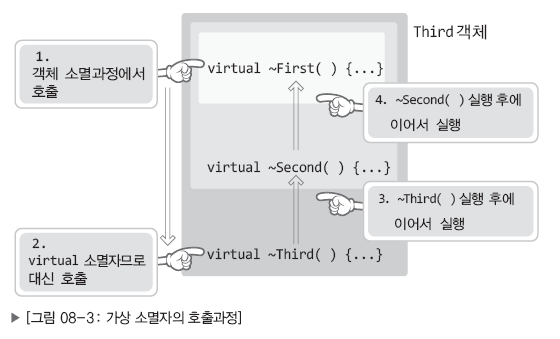 Third 객체
1.
객체 소멸과정에서
호출
virtual ~First( ) {...}
4. ~Second( ) 실행 후에
이어서 실행
virtual ~Second( ) {...}
3. ~Third( ) 실행 후에
이어서 실행
2.
virtual 소멸자므로
대신 호출
virtual ~Third( ) {...}
▶ [그림 08-3: 가상 소멸자의 호출과정]